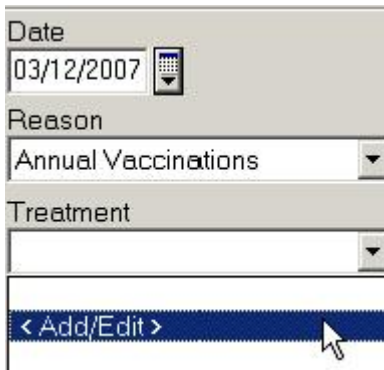 Date
03/12/2007
Reason
Annual Vaccinations
Treatment
< Add/Edit >